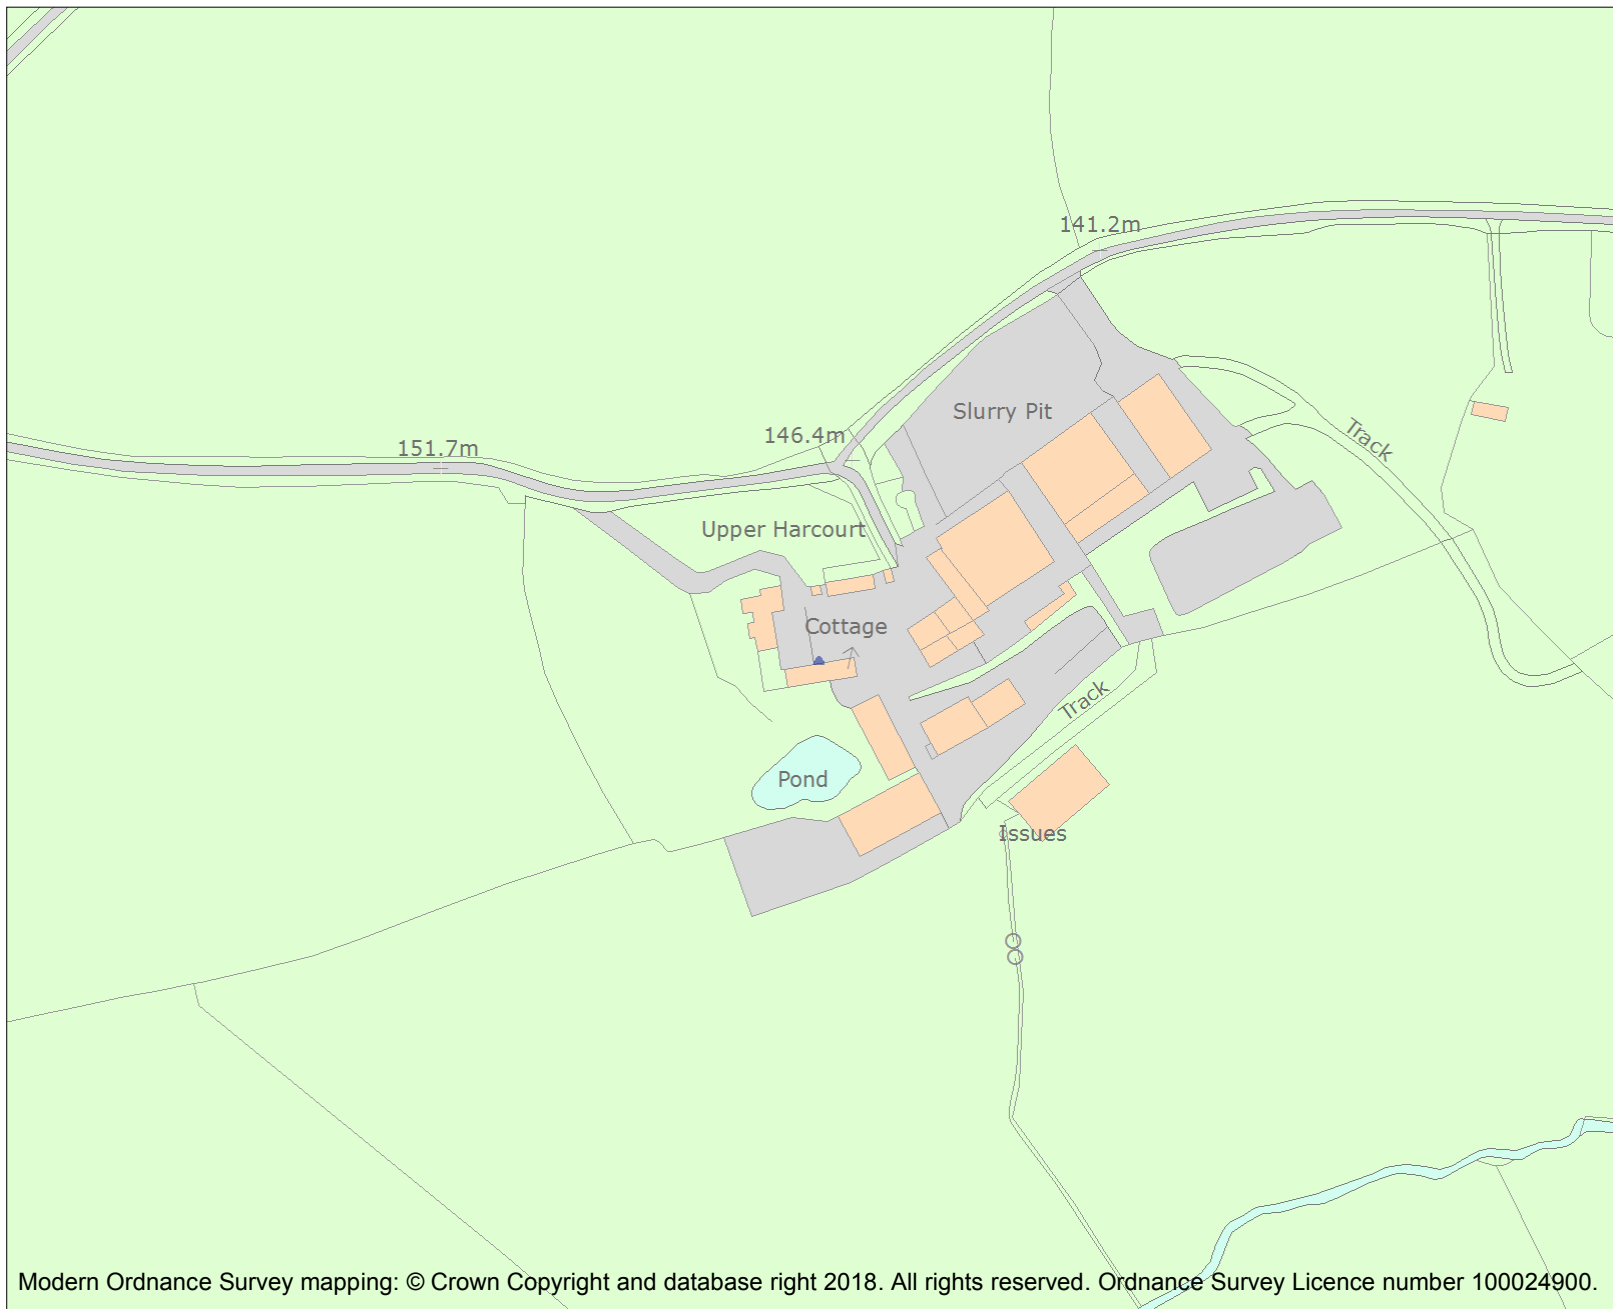 141.2m
Slurry Pit
Track
146.4m
151.7m
Upper Harcourt
Cottage
Track
Pond
Issues
Modern Ordnance Survey mapping: © Crown Copyright and database right 2018. All rights reserved. Ordnance Survey Licence number 100024900.